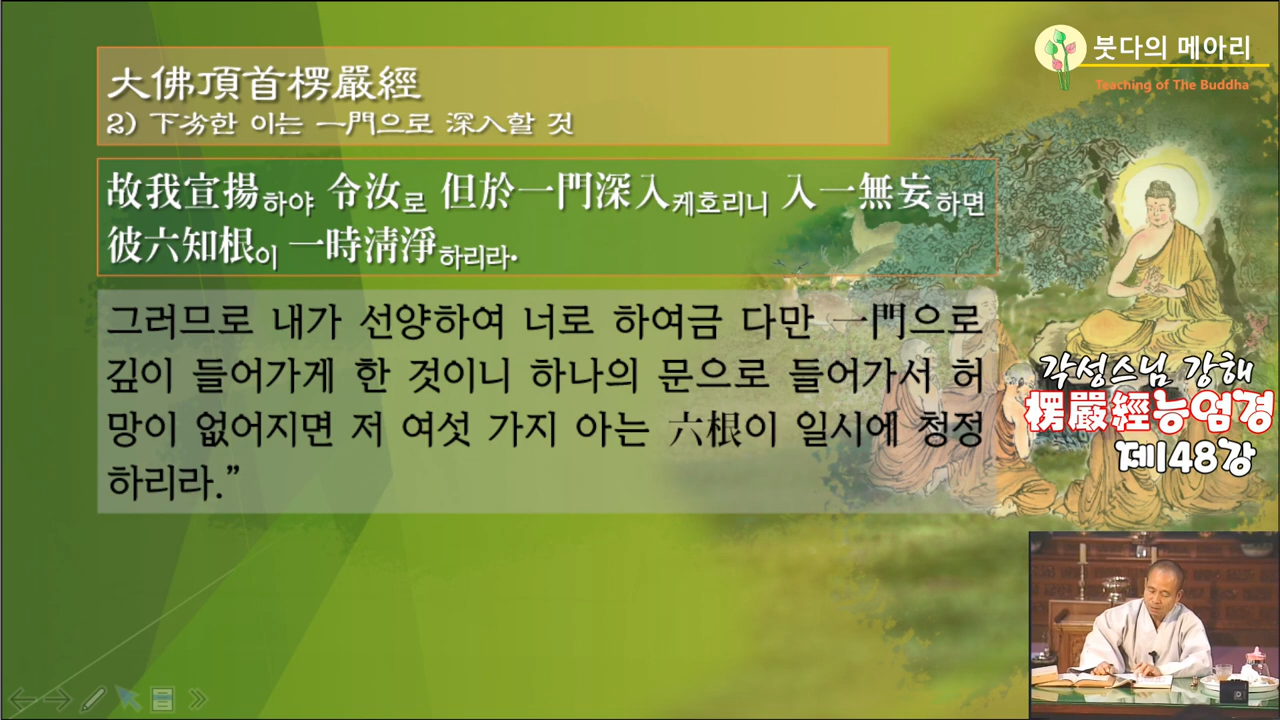 大佛頂首楞嚴經
2) 下劣한 이는 一門으로 深入할 것
故我宣揚하야 令汝로 但於一門深入케호리니 入一無妄하면
彼六知根이 一時淸淨하리라.
그러므로 내가 선양하여 너로 하여금 다만 一門으로
깊이 들어가게 한 것이니 하나의 문으로 들어가서 허
망이 없어지면 저 여섯 가지 아는 六根이 일시에 청정
하리라.”
붓다의 메아리
Teaching of The Buddha
각성스님 강해
楞嚴經능엄경
제148강